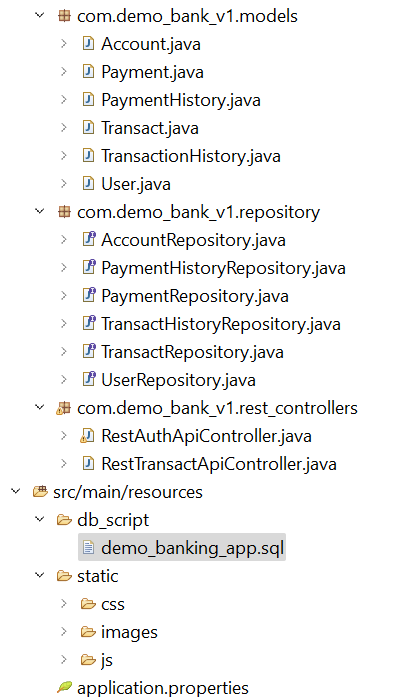 com.demo_bank_v1.models
Account.java
Payment.java
PaymentHistory.java
Transact.java
TransactionHistory.java
User.java
com.demo_bank_v1.repository
AccountRepository.java
PaymentHistoryRepository.java
PaymentRepository.java
TransactHistoryRepository.java
TransactRepository.java
UserRepository.java
com.demo_bank_v1.rest_controllers
RestAuthApiController.java
RestTransactApiController.java
src/main/resources
db_script
demo_banking_app.sql
static
css
images
js
application.properties